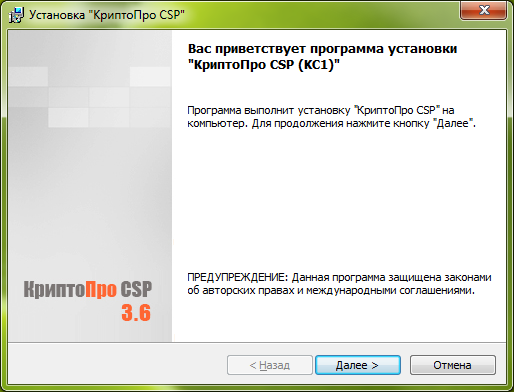 Установка "КриптоПро CSP"
Вас приветствует программа установки
"КриптоПро CSP (KC1)"
Программа выполнит установку "КриптоПро CSP" на
компьютер. Для продолжения нажмите кнопку "Далее".
КриптоПро CSP
3.6
ПРЕДУПРЕЖДЕНИЕ: Данная программа защищена законами
об авторских правах и международными соглашениями.
< Назад
Далее >
Отмена